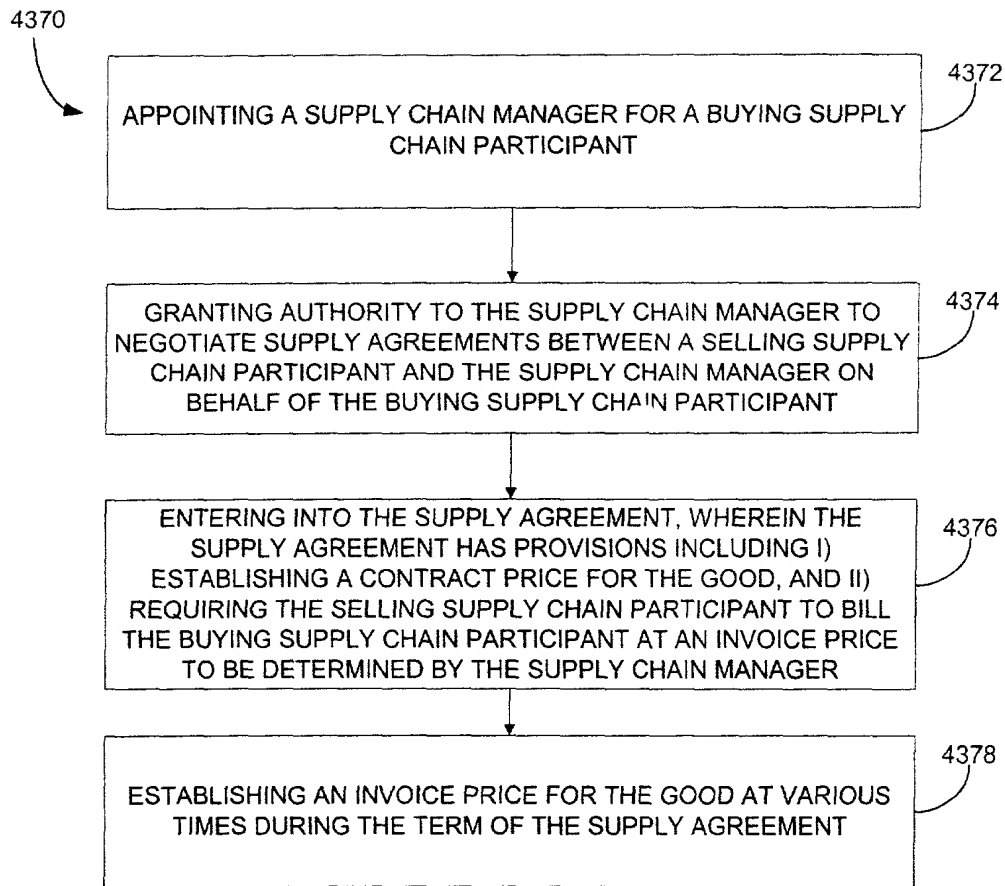 4370
4372
APPOINTING A SUPPLY CHAIN MANAGER FOR A BUYING SUPPLY
CHAIN PARTICIPANT
4374
GRANTING AUTHORITY TO THE SUPPLY CHAIN MANAGER TO
NEGOTIATE SUPPLY AGREEMENTS BETWEEN A SELLING SUPPLY
CHAIN PARTICIPANT AND THE SUPPLY CHAIN MANAGER ON
BEHALF OF THE BUYING SUPPLY CHAIN PARTICIPANT
4376
ENTERING INTO THE SUPPLY AGREEMENT, WHEREIN THE
SUPPLY AGREEMENT HAS PROVISIONS INCLUDING I)
ESTABLISHING A CONTRACT PRICE FOR THE GOOD, AND II)
REQUIRING THE SELLING SUPPLY CHAIN PARTICIPANT TO BILL
THE BUYING SUPPLY CHAIN PARTICIPANT AT AN INVOICE PRICE
TO BE DETERMINED BY THE SUPPLY CHAIN MANAGER
4378
ESTABLISHING AN INVOICE PRICE FOR THE GOOD AT VARIOUS
TIMES DURING THE TERM OF THE SUPPLY AGREEMENT